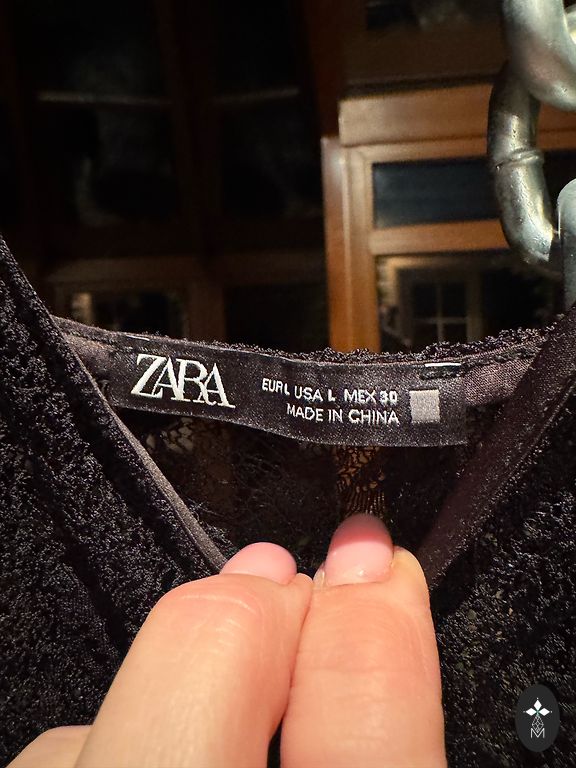 ZARA
EUR L USA L MEX 30
MADE IN CHINA
M